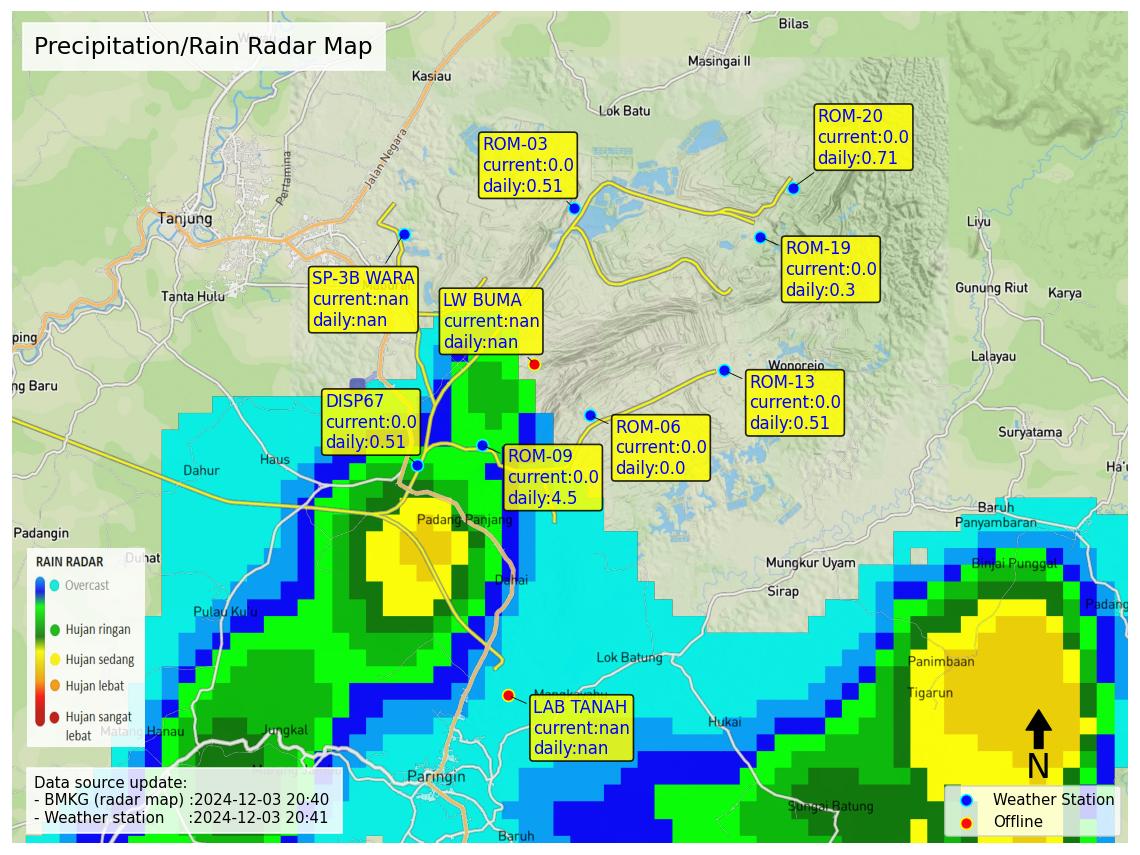 Precipitation/Rain Radar Map
Bilas
Masingai II
Kasiau
Lok Batu
Jalan Negara
Pertamina
Tanjung
Tanta Hulu
ROM-03
current:0.0
daily:0.51
ROM-20
current:0.0
daily:0.71
ROM-19
current:0.0
daily:0.3
SP-3B WARA
current:nan
daily:nan
LW BUMA
current:nan
daily:nan
Liyu
Gunung Riut
Karya
Lalayau
Suryatama
ping
ng Baru
Wonorejo
ROM-13
current:0.0
daily:0.51
DISP67
current:0.0
daily:0.51
ROM-06
current:0.0
daily:0.0
ROM-09
current:0.0
daily:4.5
Haus
Dahur
Ha'u
Baruh
Panyambaran
Padang Panjang
Padangin
Duhat
Dahai
Mungkur Uyam
Binjai Punggal
Sirap
Padang
Pulau Ku'u
Lok Batung
Panimbaan
Tigarun
Mangkayahu
LAB TANAH
current:nan
daily:nan
Hukai
Matang Hanau
Jungkal
Paringin
Sungai Batung
Baruh
RAIN RADAR
Overcast
Hujan ringan
Hujan sedang
Hujan lebat
Hujan sangat
lebat
N
Data source update:
- BMKG (radar map) :2024-12-03 20:40
- Weather station :2024-12-03 20:41
Weather Station
Offline